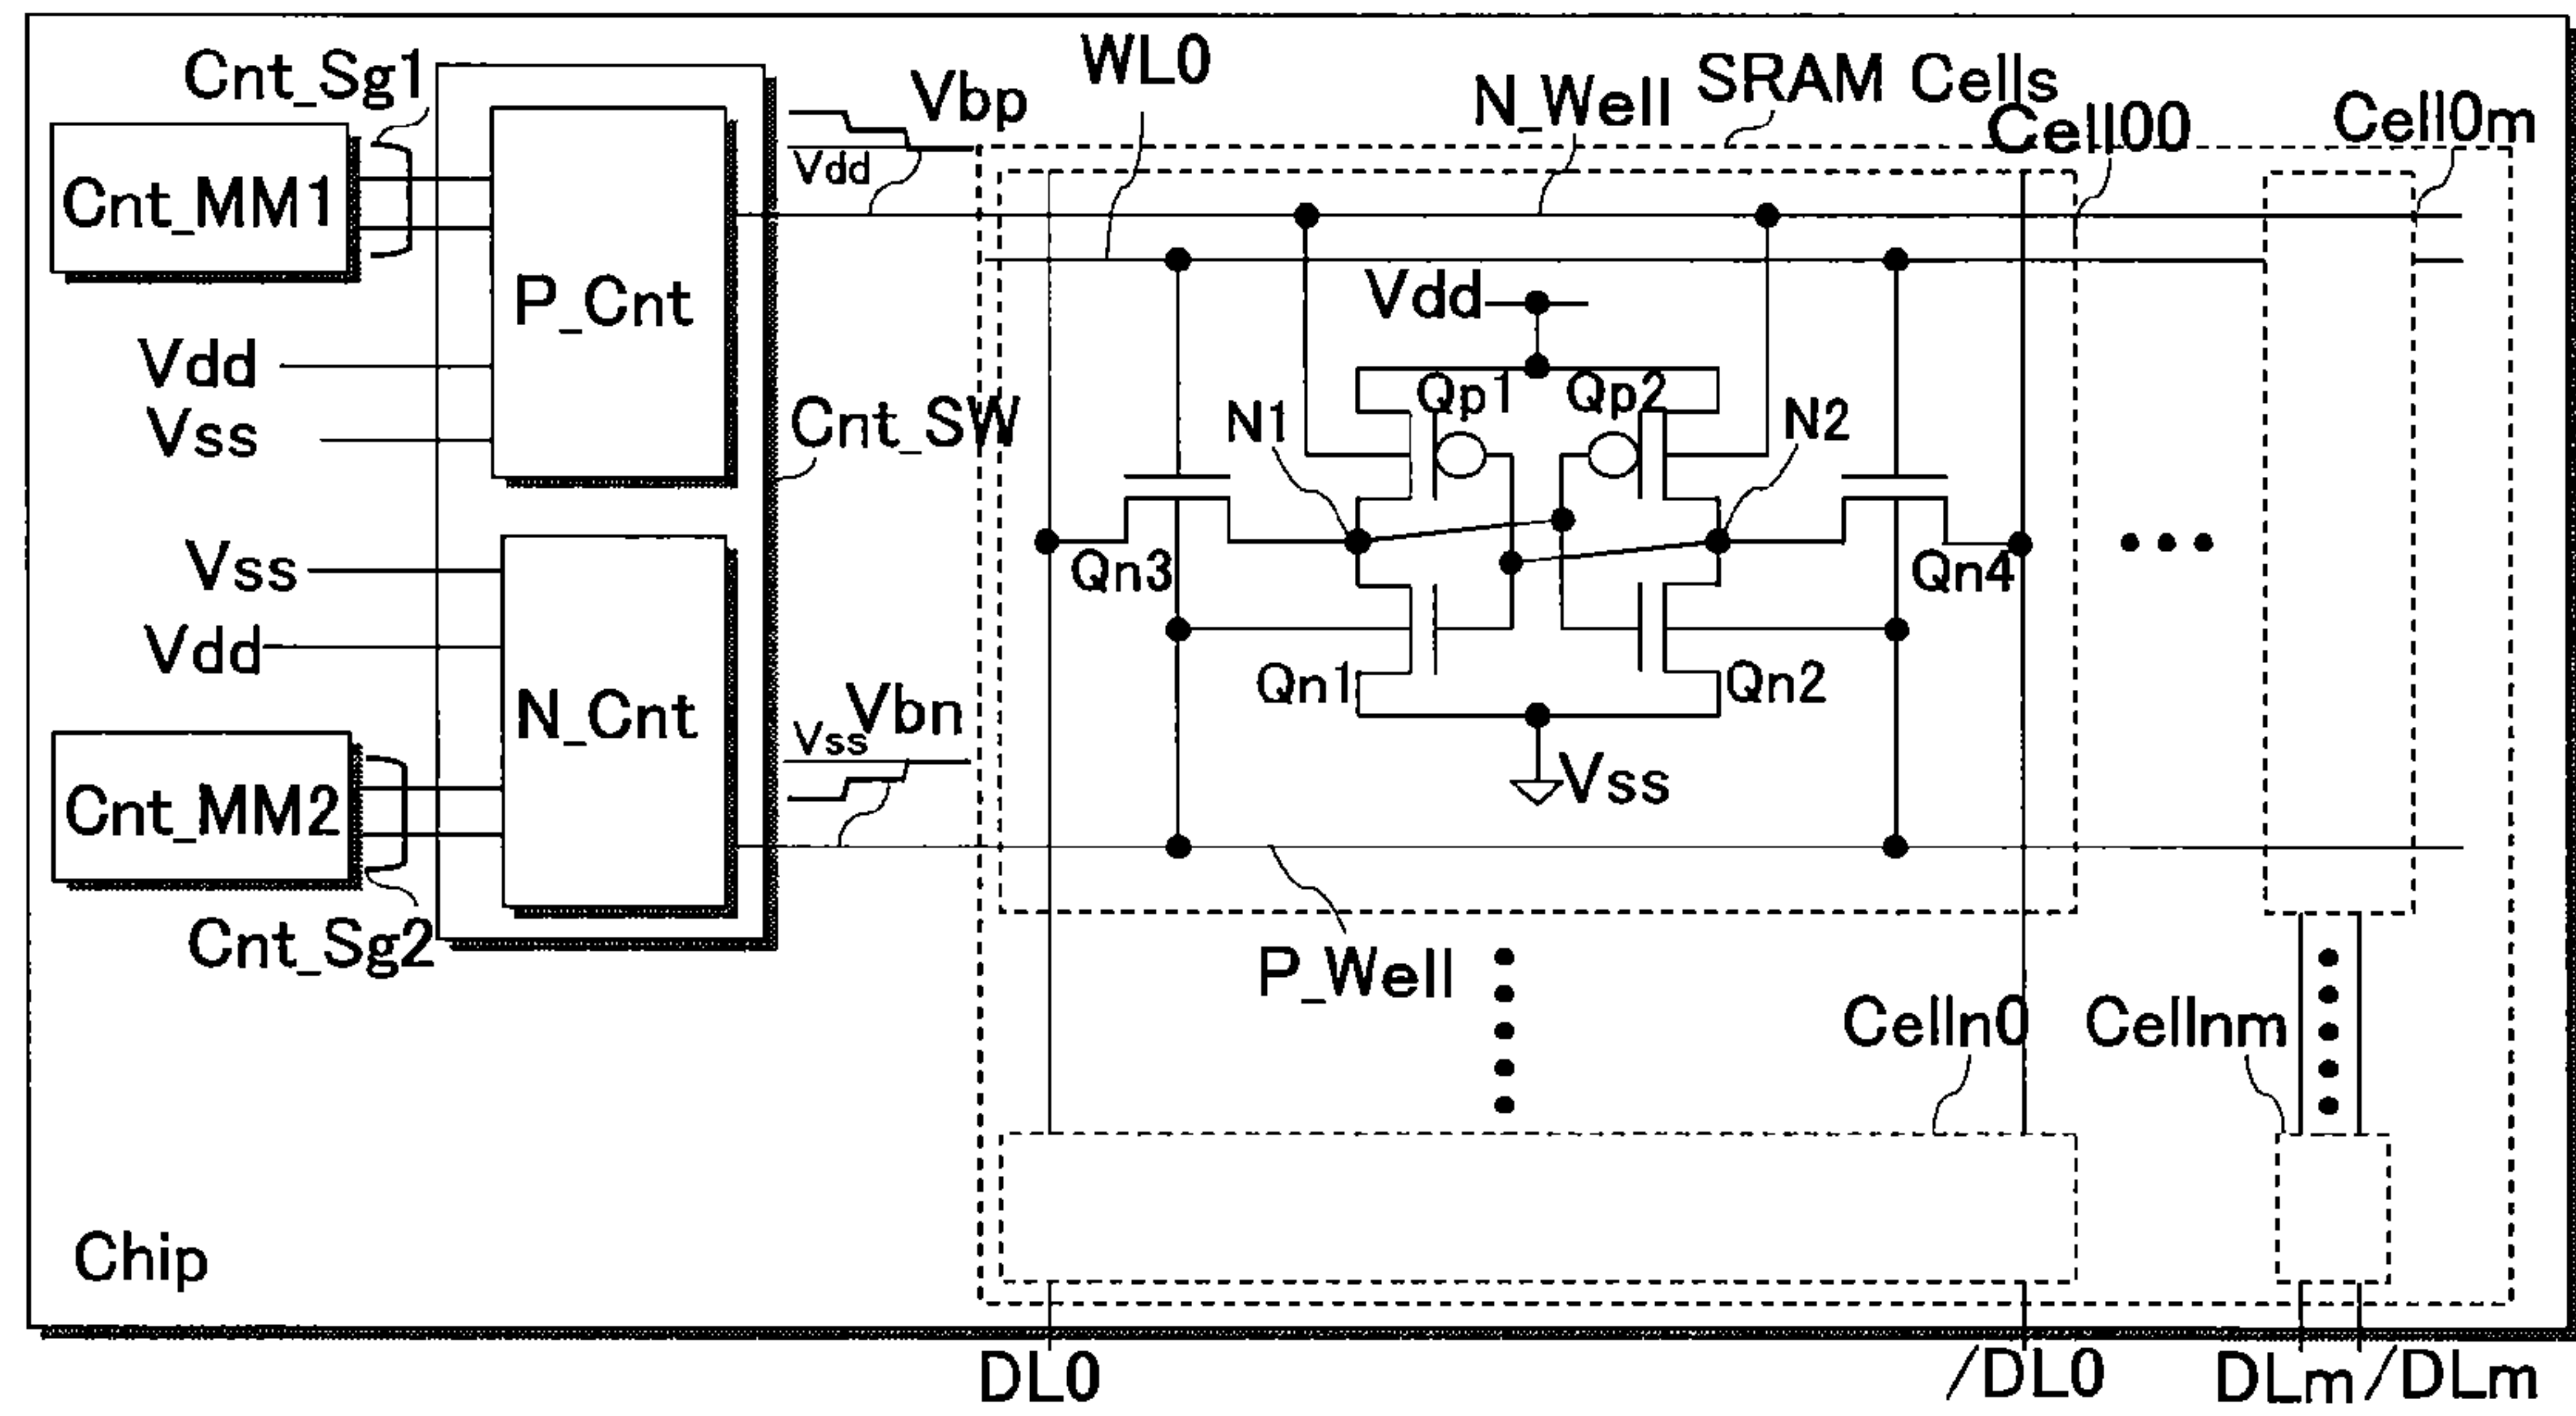 Cnt_Sg1
WL0
Vbp
N_Well
SRAM Cells
Cell00
Cell0m
Vdd
Cnt_MM1
P_Cnt
Vdd
Vdd
Vss
Cnt_SW
Qp1
Qp2
N1
N2
Qn3
Qn4
Vss
Vdd
Qn1
Qn2
N_Cnt
Vbn
Vss
Vss
Cnt_MM2
Cnt_Sg2
P_Well
Celln0
Cellnm
Chip
DL0
/DL0
DLm
/DLm